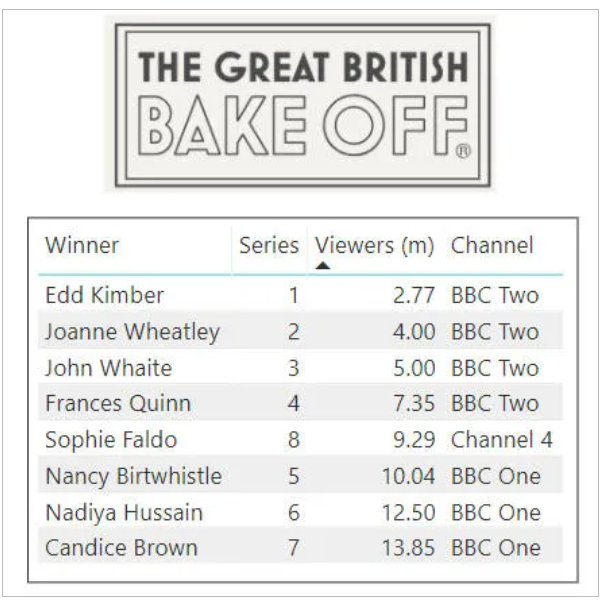 THE GREAT BRITISH
BAKE OFF®
Winner Series Viewers (m) Channel
Edd Kimber 1 2.77 BBC Two
Joanne Wheatley 2 4.00 BBC Two
John Whaite 3 5.00 BBC Two
Frances Quinn 4 7.35 BBC Two
Sophie Faldo 8 9.29 Channel 4
Nancy Birtwhistle 5 10.04 BBC One
Nadiya Hussain 6 12.50 BBC One
Candice Brown 7 13.85 BBC One